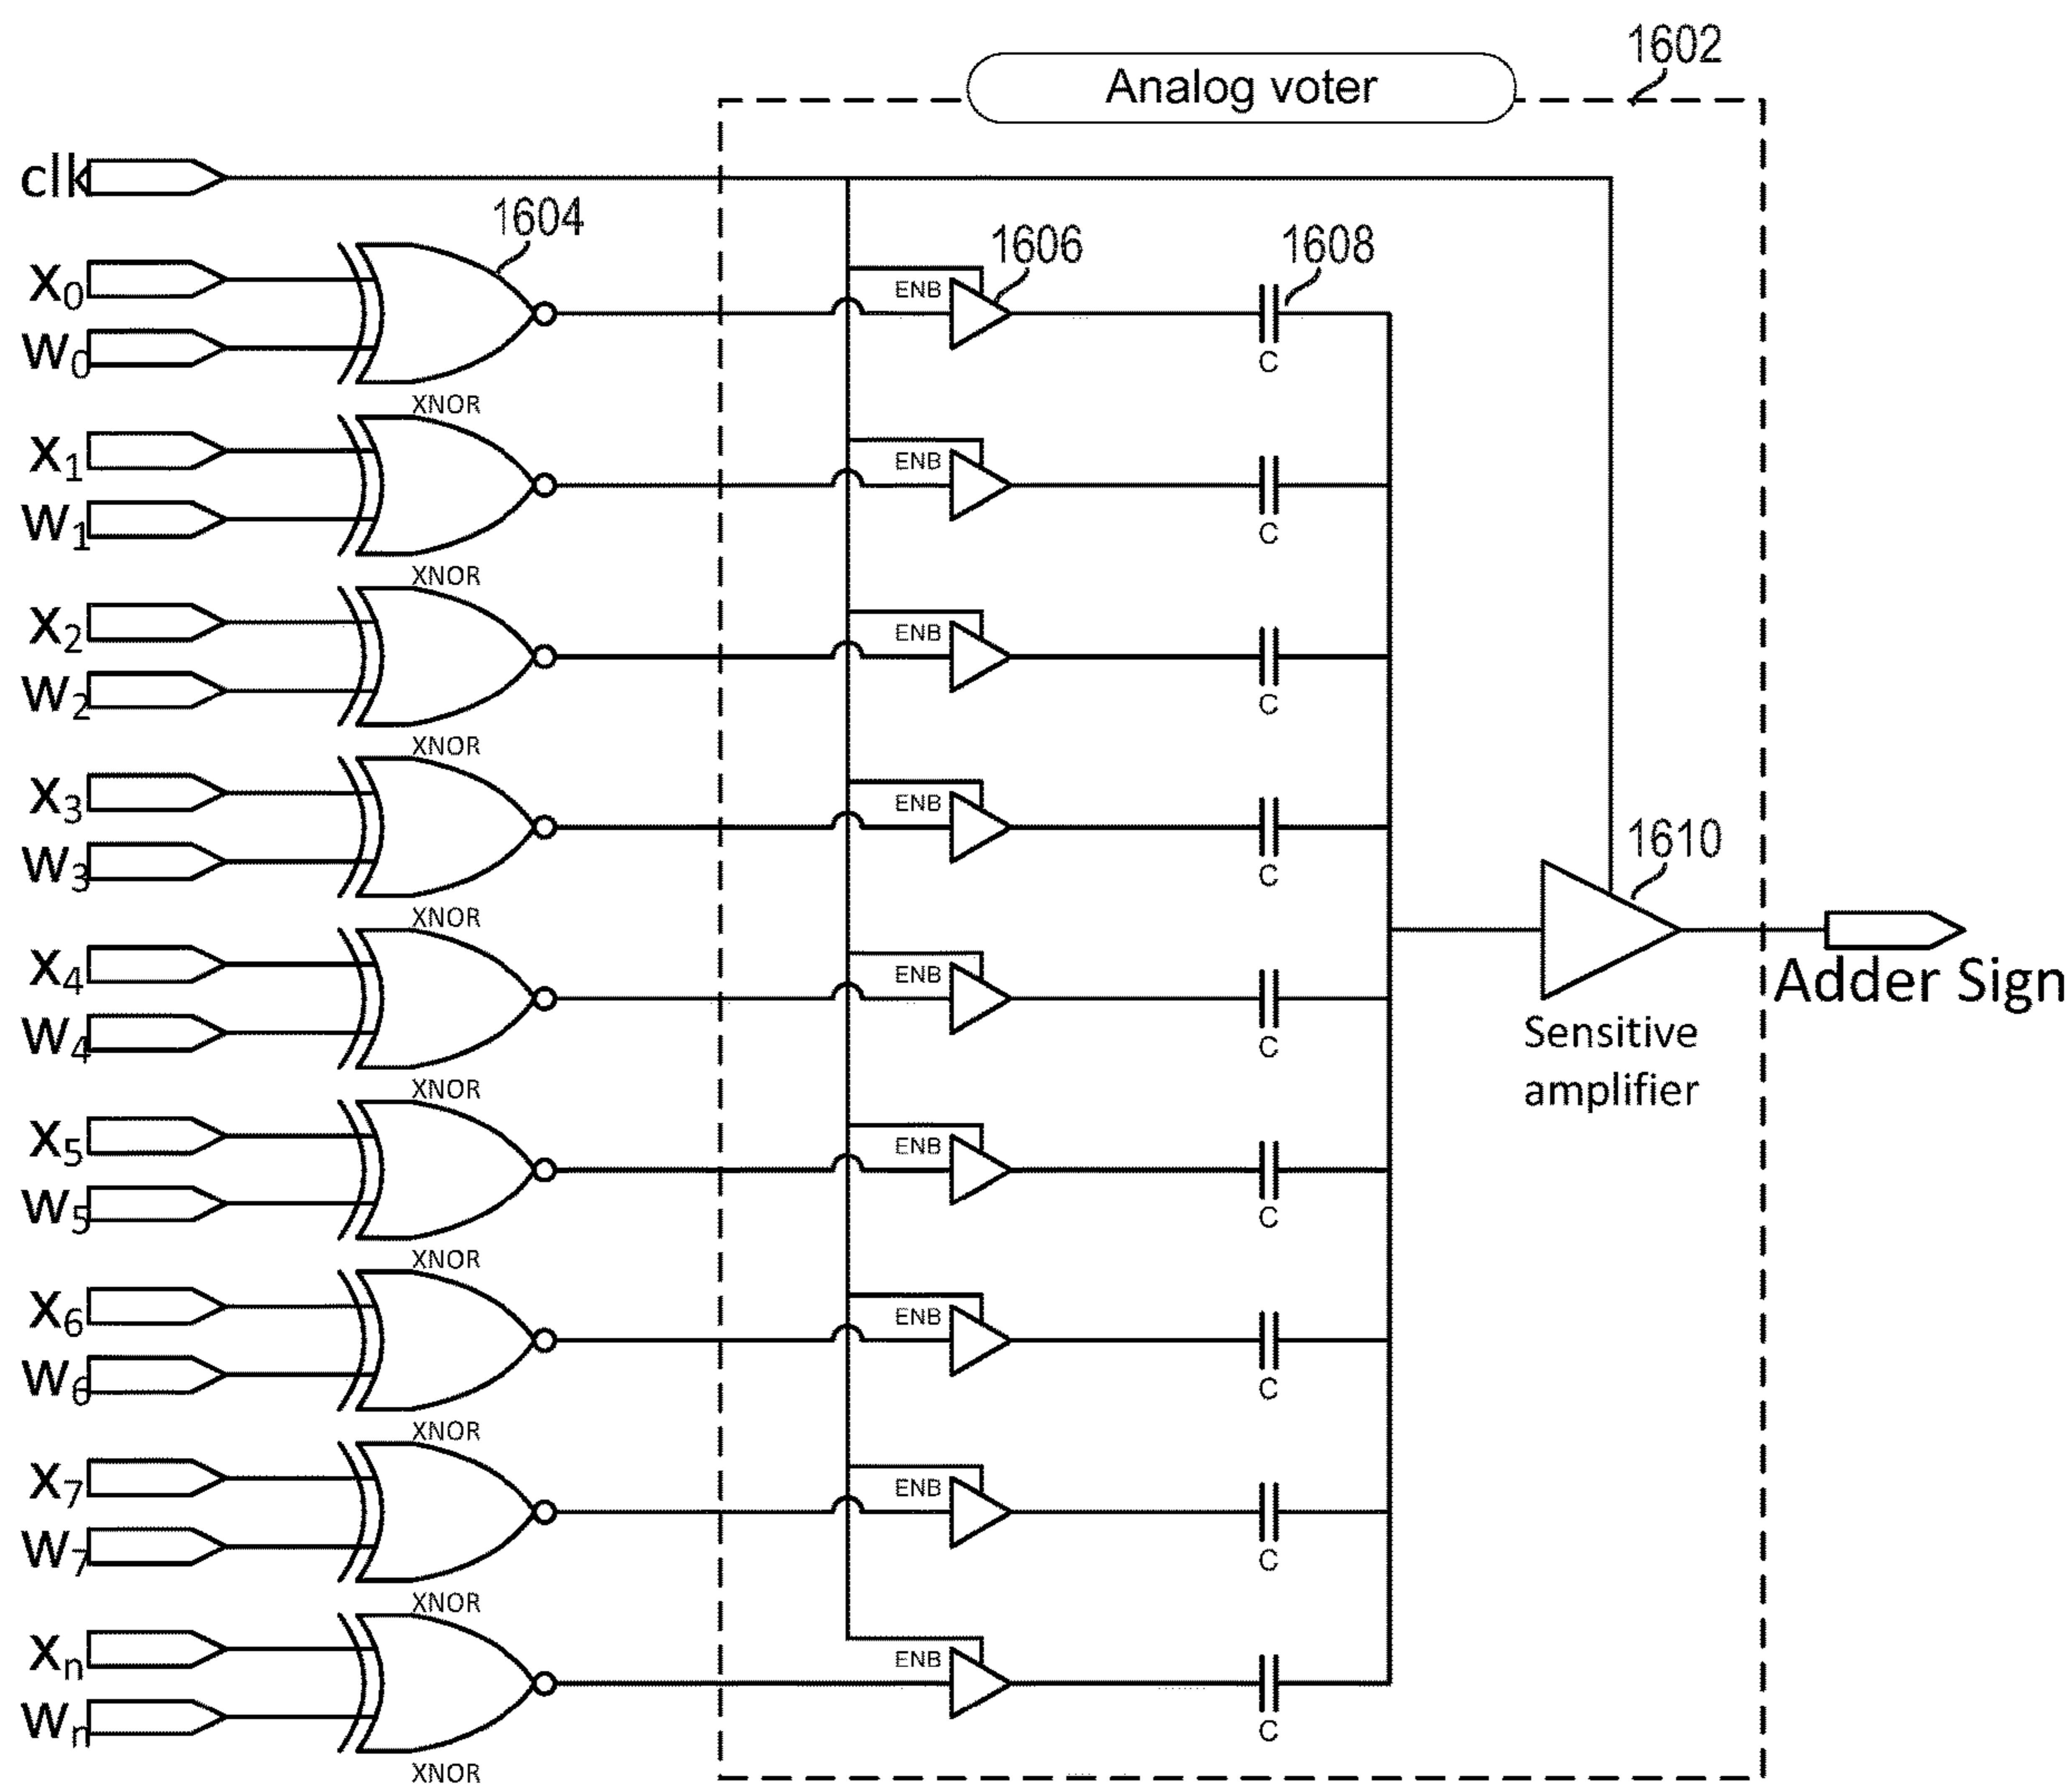 1602
Analog voter
clk
1604
1606
1608
x0
ENB
w0
C
XNOR
x1
ENB
w1
C
XNOR
x2
ENB
w2
C
XNOR
x3
ENB
1610
w3
C
XNOR
x4
ENB
Adder Sign
w4
Sensitive
C
amplifier
XNOR
x5
ENB
w5
C
XNOR
x6
ENB
w6
C
XNOR
x7
ENB
w7
C
XNOR
xn
ENB
wn
C
XNOR